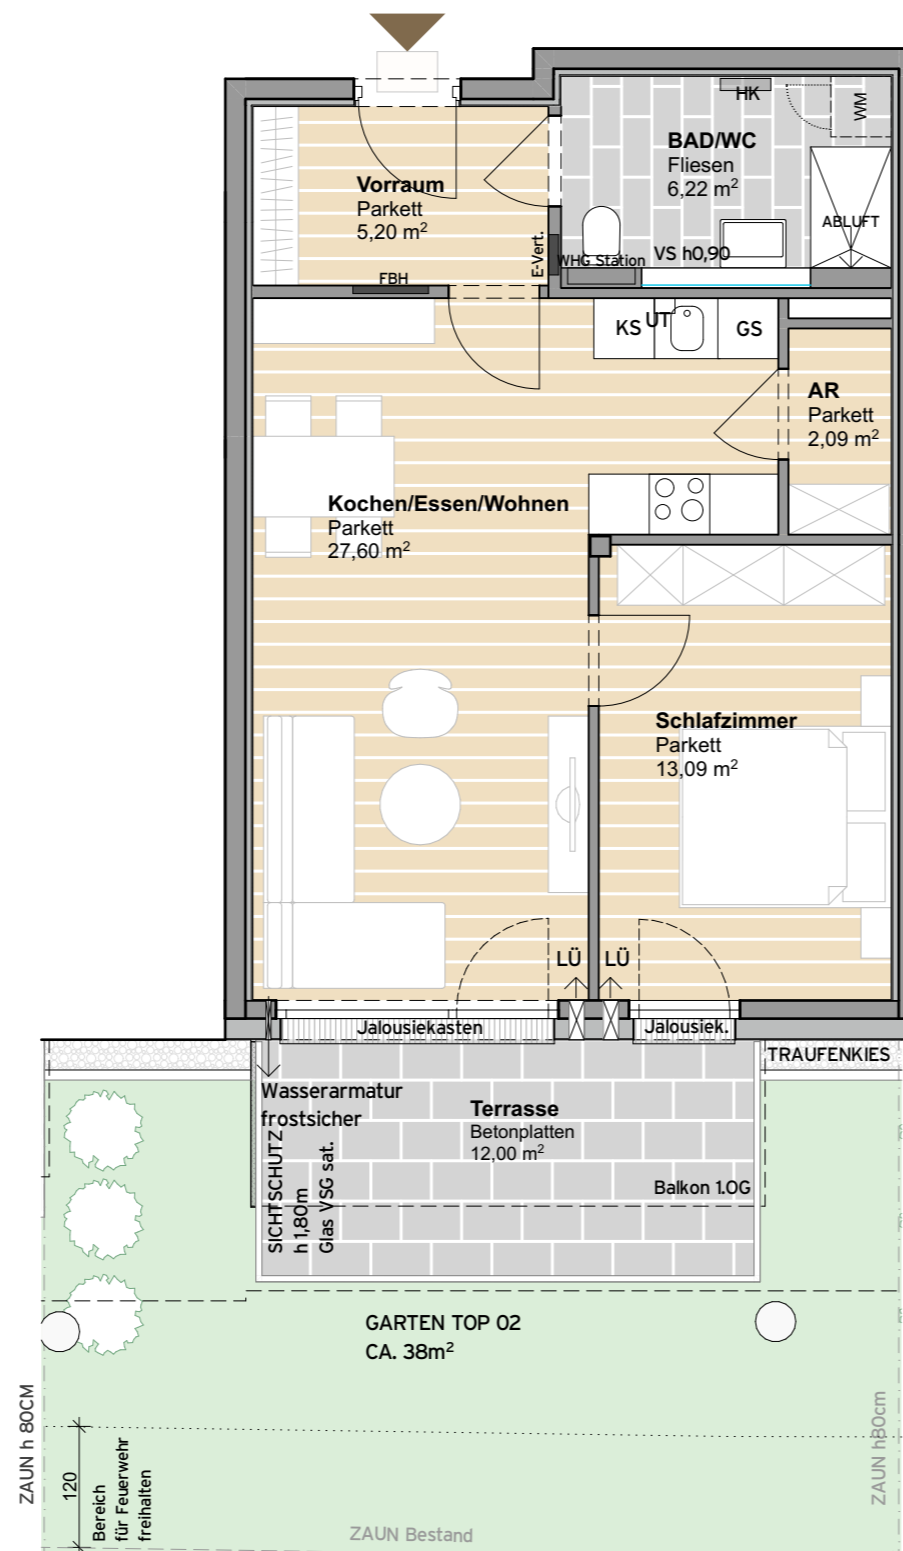 HK
WM
BAD/WC
Fliesen
6,22 m²
Vorraum
Parkett
5,20 m²
ABLUFT
E-Vert.
WHG Station
VS h0,90
FBH
KS
UT
GS
AR
Parkett
2,09 m²
Kochen/Essen/Wohnen
Parkett
27,60 m²
Schlafzimmer
Parkett
13,09 m²
LÜ
LÜ
Jalousiekasten
Jalousiek.
TRAUFENKIES
Wasserarmatur
frostsicher
Terrasse
Betonplatten
12,00 m²
SICHTSCHUTZ
h 1,80m
Glas VSG sat.
Balkon 1.OG
GARTEN TOP 02
CA. 38m²
ZAUN h 80CM
120
Bereich
für Feuerwehr
freihalten
ZAUN h80cm
ZAUN Bestand